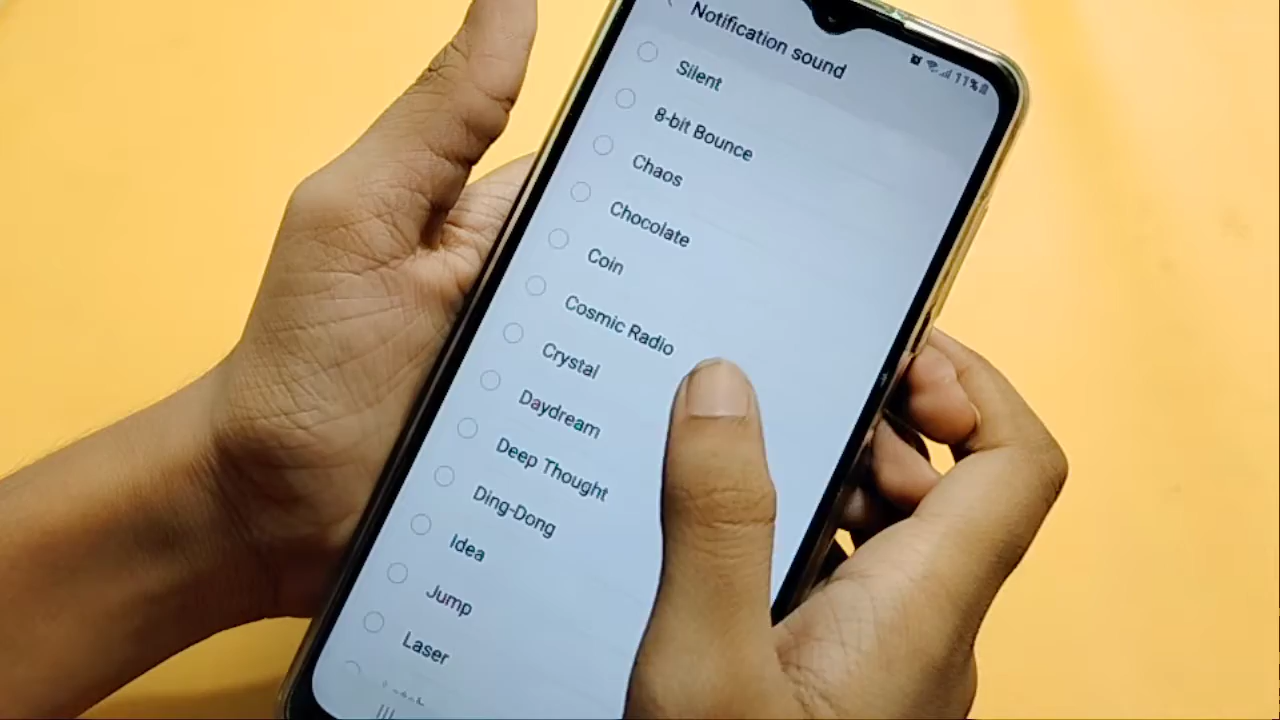 11%
Notification sound
Silent
8-bit Bounce
Chaos
Chocolate
Coin
Cosmic Radio
Crystal
Daydream
Deep Thought
Ding-Dong
Idea
Jump
Laser